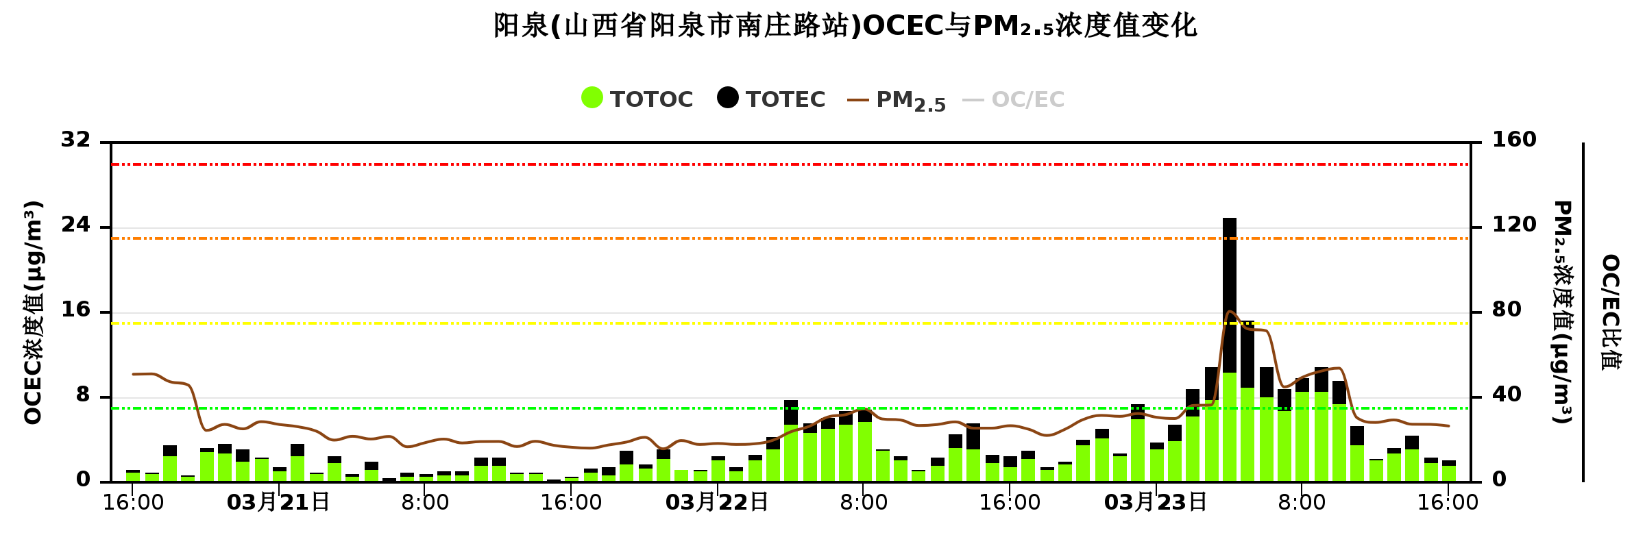 阳泉(山西省阳泉市南庄路站)OCEC与PM₂.₅浓度值变化
TOTOC TOTEC PM2.5 OC/EC
OCEC浓度值(μg/m³)
32
24
16
8
0
160
120
80
40
0
PM₂.₅浓度值(μg/m³)
OC/EC比值
16:00 03月21日 8:00 16:00 03月22日 8:00 16:00 03月23日 8:00 16:00